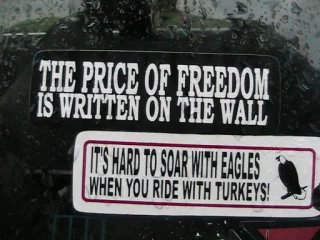 THE PRICE OF FREEDOM
IS WRITTEN ON THE WALL
IT'S HARD TO SOAR WITH EAGLES
WHEN YOU RIDE WITH TURKEYS!